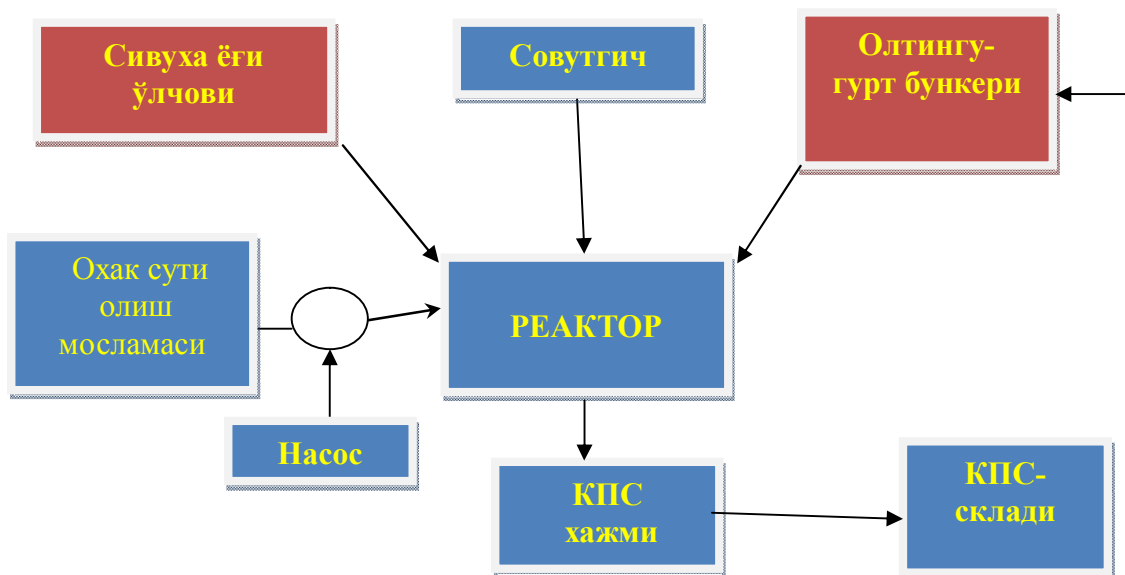 Сивуха ёғи
ўлчови
Совутгич
Олтингу-
гурт бункери
Охак сути
олиш
мосламаси
РЕАКТОР
Насос
КПС
хажми
КПС-
склади